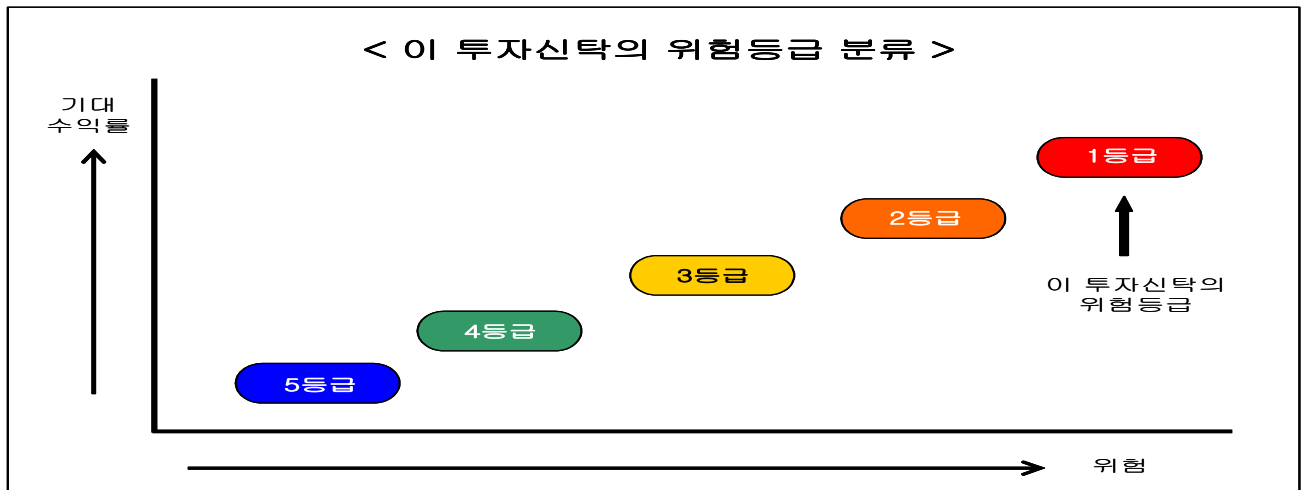 < 이 투자신탁의 위험등급 분류 >
기대
수익률
1등급
2등급
3등급
이 투자신탁의
위험등급
4등급
5등급
위험